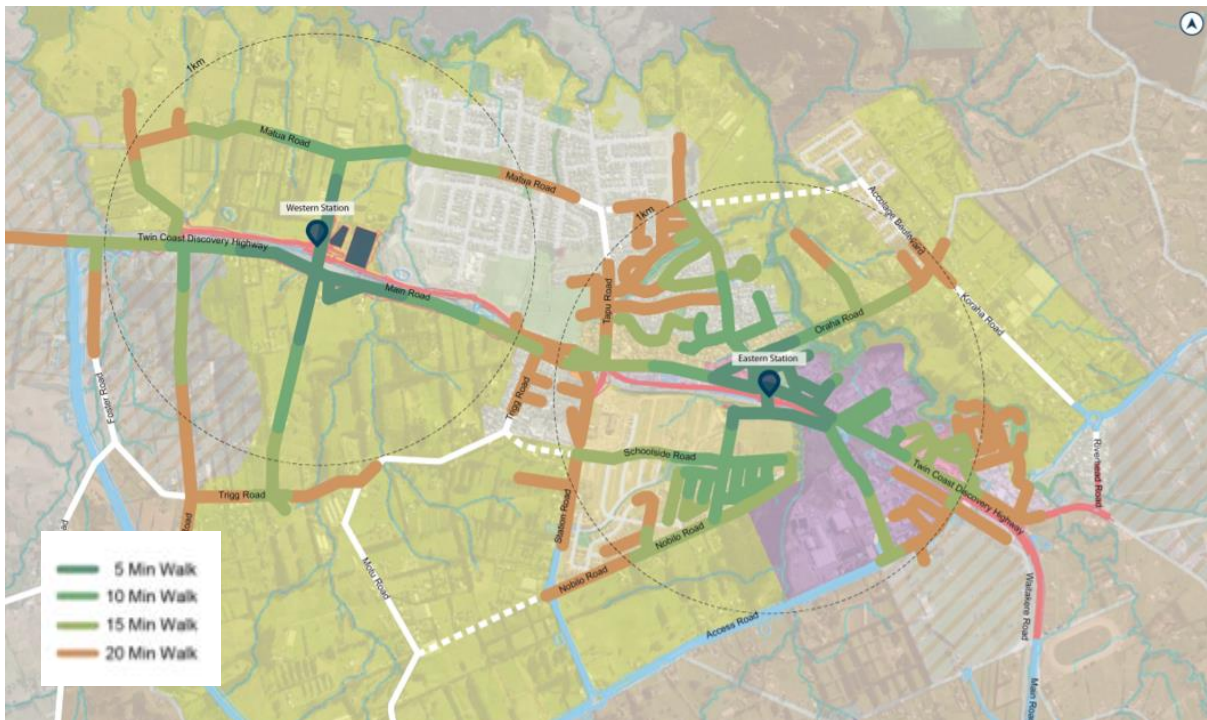 1km
Matua Road
Western Station
Matua Road
Twin Coast Discovery Highway
1km
Accolage Boulevard
Main Road
Tapu Road
Koraha Road
Oraha Road
Eastern Station
Foster Road
Trigg Road
Schoolside Road
Riverhead Road
Twin Coast Discovery Highway
Trigg Road
Station Road
Nobilo Road
Motu Road
Nobilo Road
Access Road
Waitakere Road
Main Road
Road
5 Min Walk
10 Min Walk
15 Min Walk
20 Min Walk